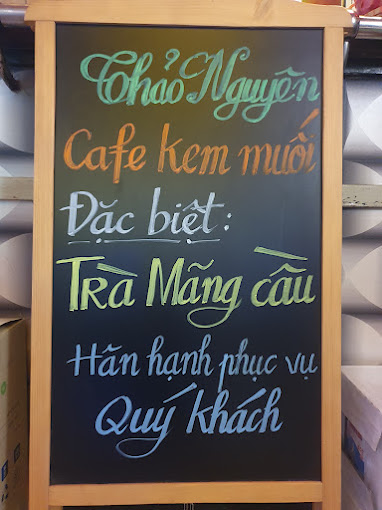 Thảo Nguyên
Cafe kem muối
Đặc biệt:
Trà Mãng cầu
Hân hạnh phục vụ
Quý khách